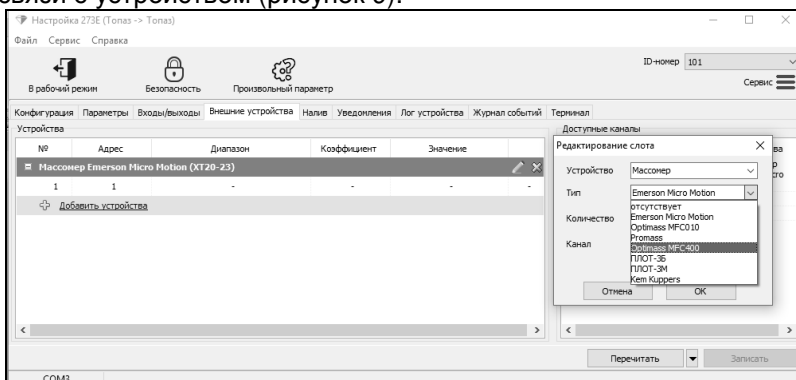 связи с устройством (рисунок 9).
Настройка 273E (Топаз -> Топаз)
Файл Сервис Справка
ID-номер 101
В рабочий режим Безопасность Произвольный параметр
Сервис
Конфигурация Параметры Входы/выходы Внешние устройства Налив Уведомления Лог устройства Журнал событий Терминал
Устройства
№ Адрес Диапазон Коэффициент Значение
Массомер Emerson Micro Motion (XT20-23)
1 1 - - -
Добавить устройства
Доступные каналы
Редактирование слота
Устройство Массомер
Тип Emerson Micro Motion
отсутствует
Emerson Micro Motion
Optimass MFC010
Promass
Optimass MFC400
ПЛОТ-3Б
ПЛОТ-3М
Kem Kuppers
Количество
Канал
Отмена ОК
Перечитать Записать
COM3